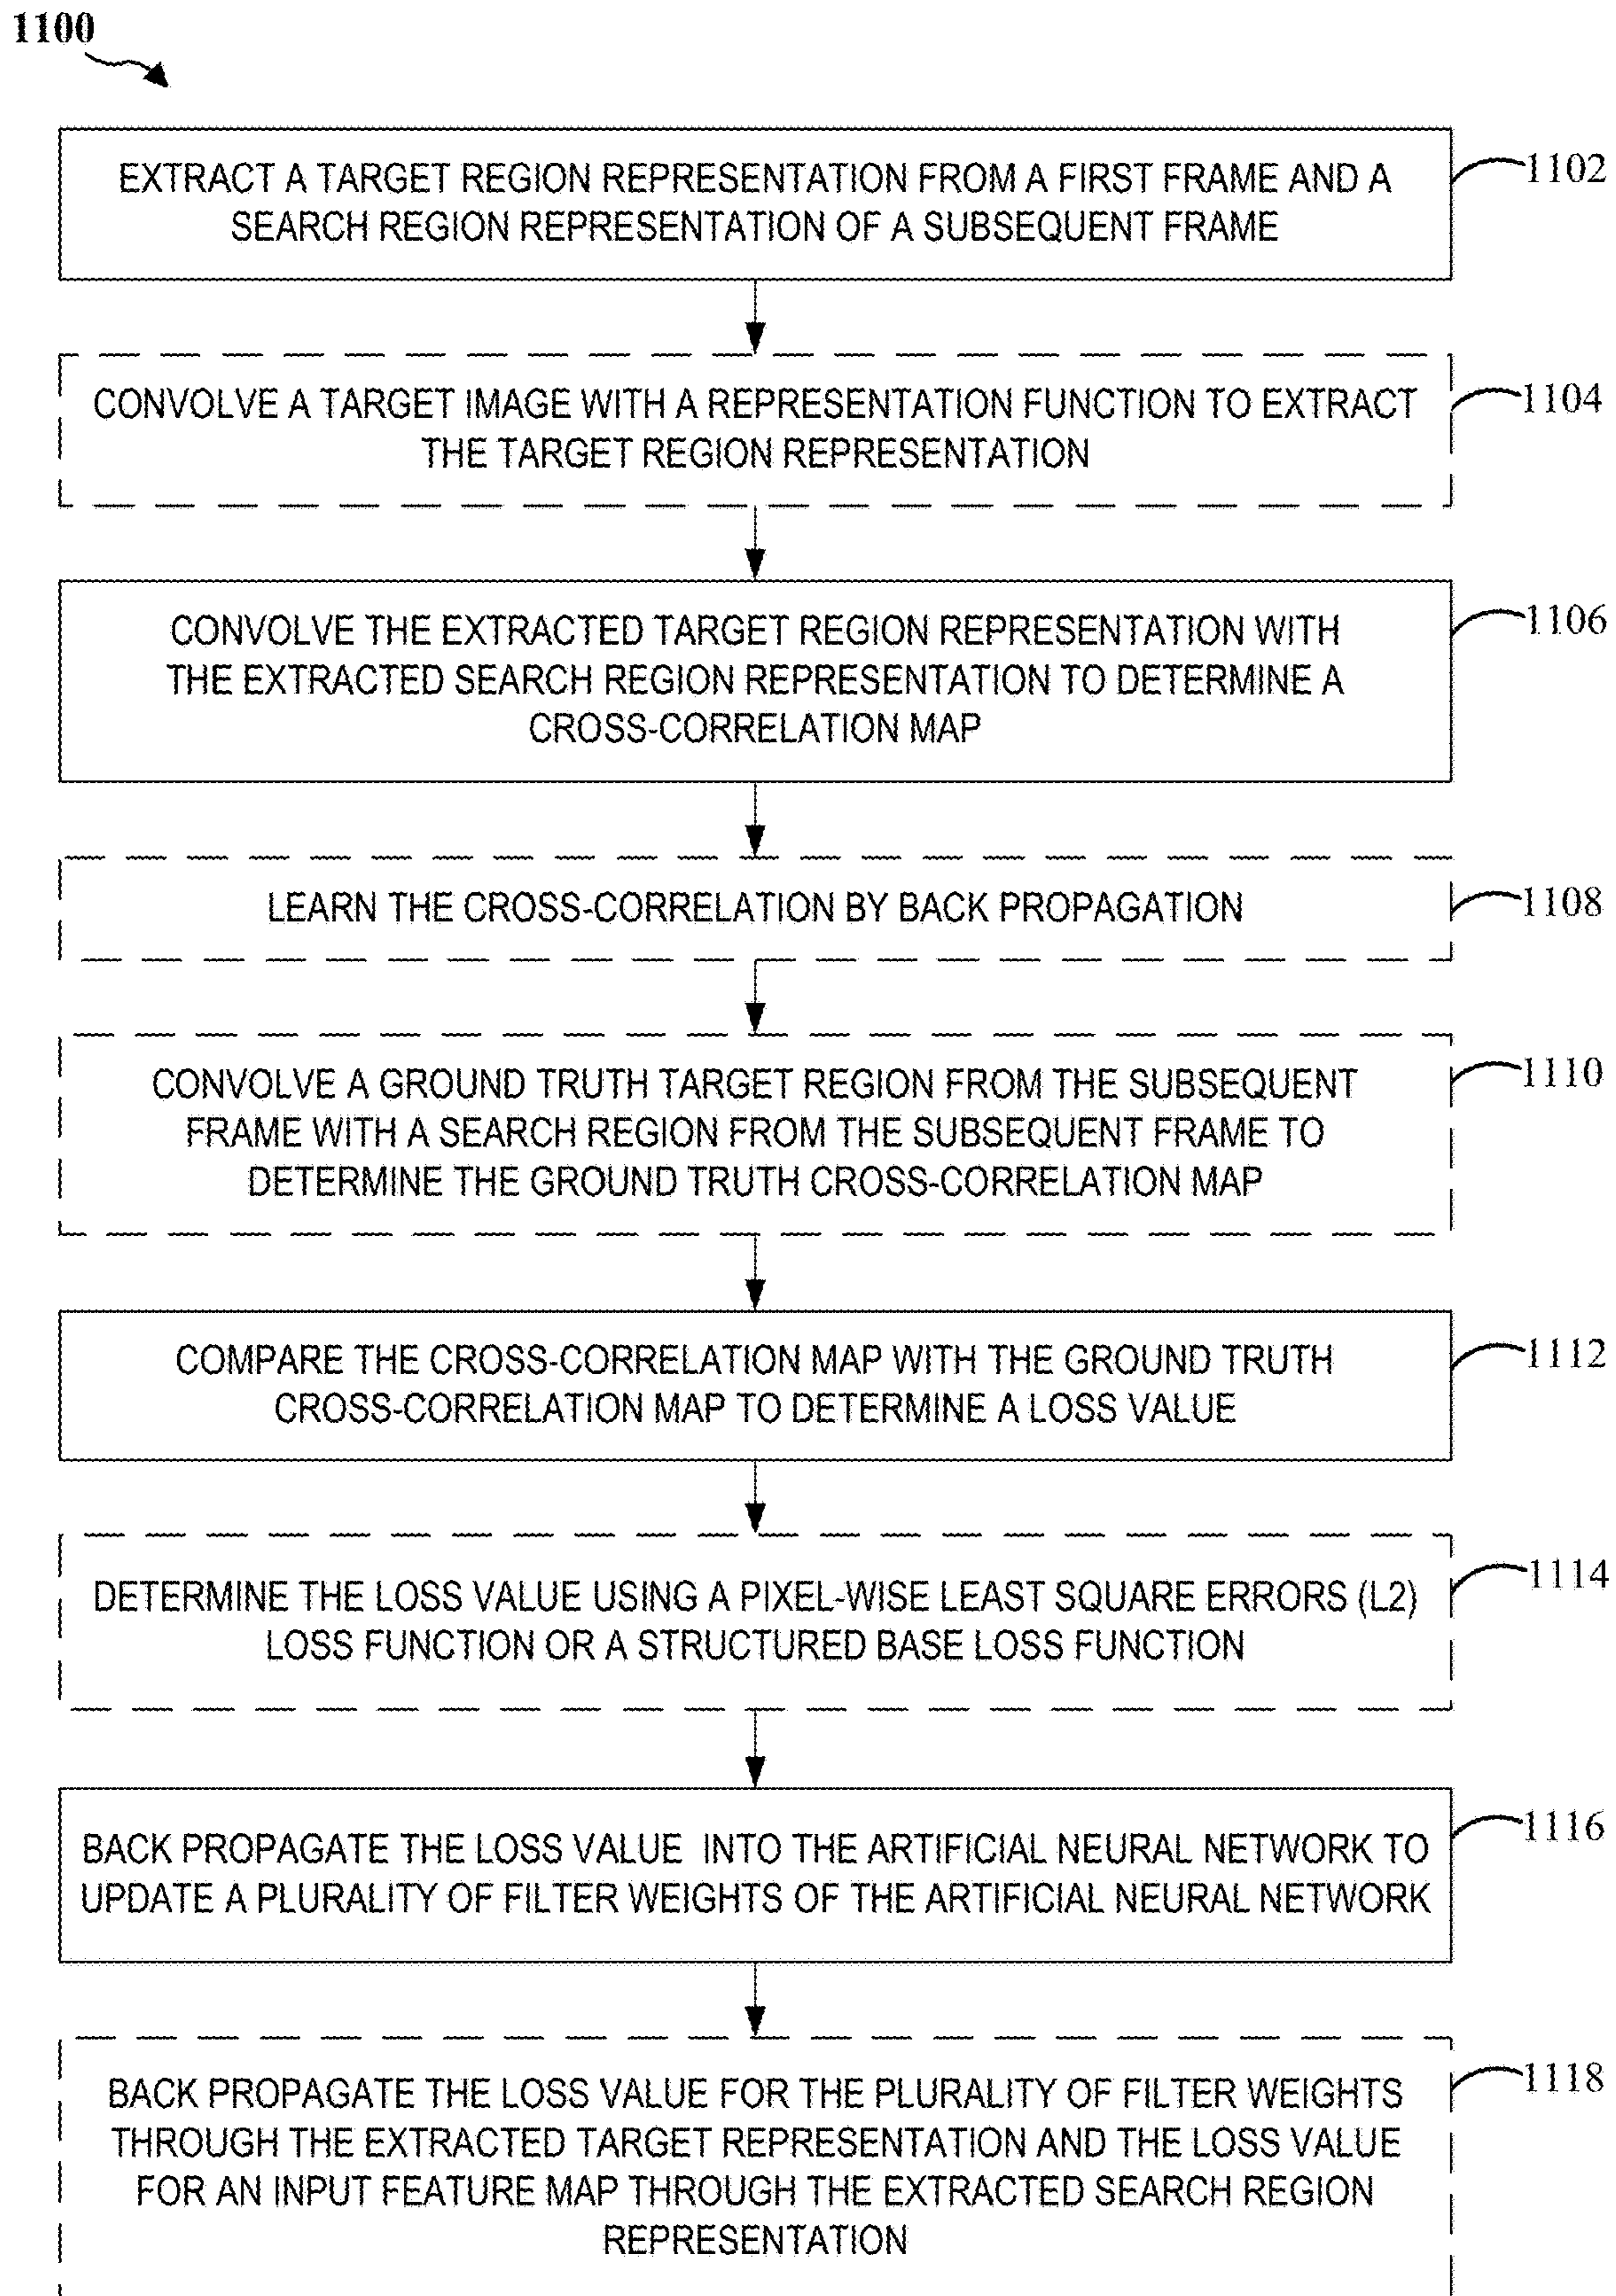 1100
EXTRACT A TARGET REGION REPRESENTATION FROM A FIRST FRAME AND A
SEARCH REGION REPRESENTATION OF A SUBSEQUENT FRAME
1102
CONVOLVE A TARGET IMAGE WITH A REPRESENTATION FUNCTION TO EXTRACT
THE TARGET REGION REPRESENTATION
1104
CONVOLVE THE EXTRACTED TARGET REGION REPRESENTATION WITH
THE EXTRACTED SEARCH REGION REPRESENTATION TO DETERMINE A
CROSS-CORRELATION MAP
1106
LEARN THE CROSS-CORRELATION BY BACK PROPAGATION
1108
CONVOLVE A GROUND TRUTH TARGET REGION FROM THE SUBSEQUENT
FRAME WITH A SEARCH REGION FROM THE SUBSEQUENT FRAME TO
DETERMINE THE GROUND TRUTH CROSS-CORRELATION MAP
1110
COMPARE THE CROSS-CORRELATION MAP WITH THE GROUND TRUTH
CROSS-CORRELATION MAP TO DETERMINE A LOSS VALUE
1112
DETERMINE THE LOSS VALUE USING A PIXEL-WISE LEAST SQUARE ERRORS (L2)
LOSS FUNCTION OR A STRUCTURED BASE LOSS FUNCTION
1114
BACK PROPAGATE THE LOSS VALUE INTO THE ARTIFICIAL NEURAL NETWORK TO
UPDATE A PLURALITY OF FILTER WEIGHTS OF THE ARTIFICIAL NEURAL NETWORK
1116
BACK PROPAGATE THE LOSS VALUE FOR THE PLURALITY OF FILTER WEIGHTS
THROUGH THE EXTRACTED TARGET REPRESENTATION AND THE LOSS VALUE
FOR AN INPUT FEATURE MAP THROUGH THE EXTRACTED SEARCH REGION
REPRESENTATION
1118